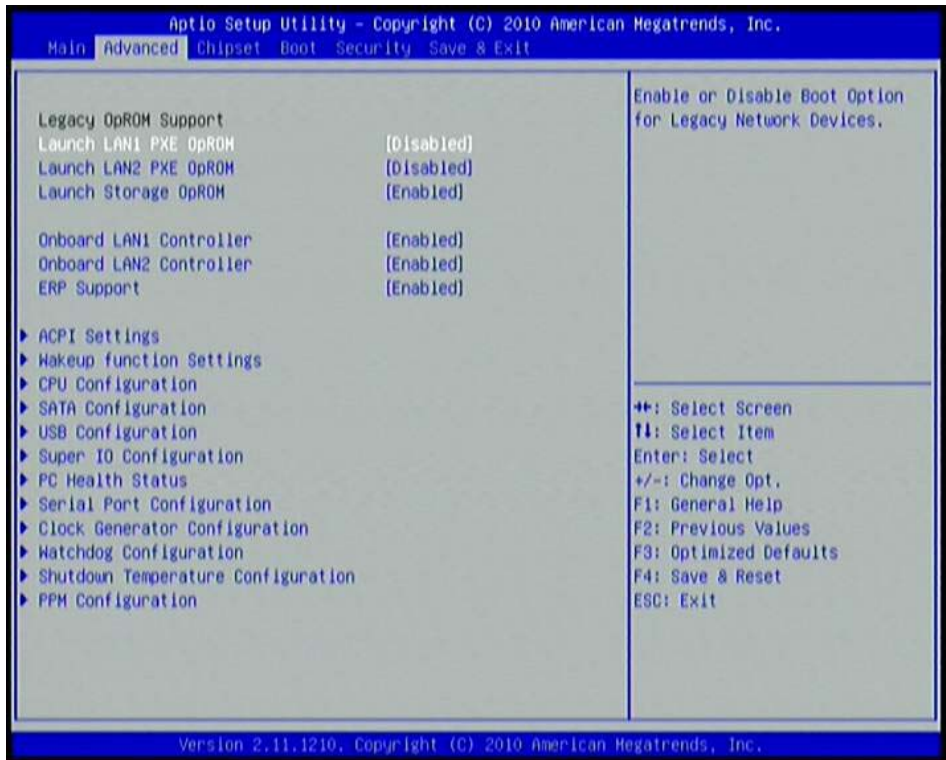 Aptio Setup Utility - Copyright (C) 2010 American Megatrends, Inc.
Main Advanced Chipset Boot Security Save & Exit
Legacy OpROM Support
Launch LAN1 PXE OpROM [Disabled]
Launch LAN2 PXE OpROM [Disabled]
Launch Storage OpROM [Enabled]
Onboard LAN1 Controller [Enabled]
Onboard LAN2 Controller [Enabled]
ERP Support [Enabled]
ACPI Settings
Wakeup function Settings
CPU Configuration
SATA Configuration
USB Configuration
Super IO Configuration
PC Health Status
Serial Port Configuration
Clock Generator Configuration
Watchdog Configuration
Shutdown Temperature Configuration
PPM Configuration
Enable or Disable Boot Option
for Legacy Network Devices.
→←: Select Screen
↑↓: Select Item
Enter: Select
+/-: Change Opt.
F1: General Help
F2: Previous Values
F3: Optimized Defaults
F4: Save & Reset
ESC: Exit
Version 2.11.1210. Copyright (C) 2010 American Megatrends, Inc.